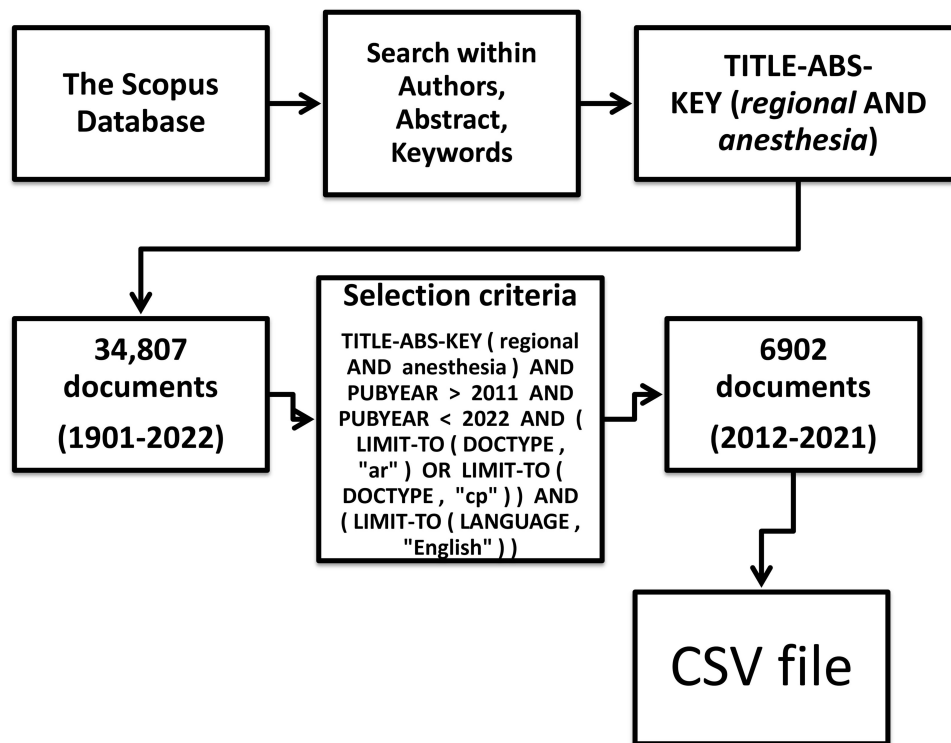 The Scopus
Database
Search within
Authors,
Abstract,
Keywords
TITLE-ABS-
KEY (regional AND
anesthesia)
34,807
documents
(1901-2022)
Selection criteria
TITLE-ABS-KEY ( regional
AND anesthesia ) AND
PUBYEAR > 2011 AND
PUBYEAR < 2022 AND (
LIMIT-TO ( DOCTYPE ,
"ar" ) OR LIMIT-TO (
DOCTYPE , "cp" ) ) AND
( LIMIT-TO ( LANGUAGE ,
"English" ) )
6902
documents
(2012-2021)
CSV file